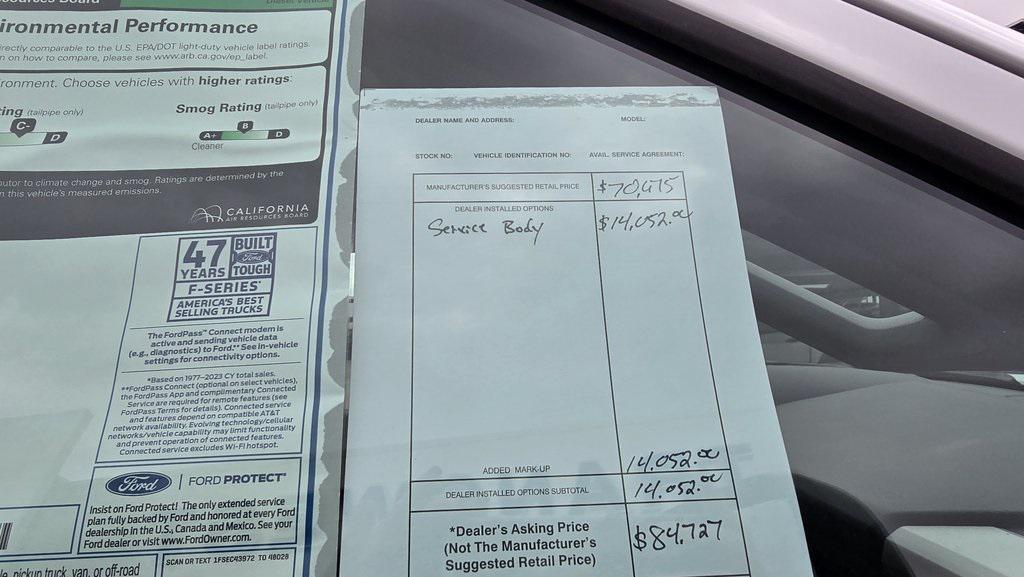 Resources Board
Diesel Vehicle
ironmental Performance
irectly comparable to the U.S. EPA/DOT light-duty vehicle label ratings.
n on how to compare, please see www.arb.ca.gov/ep_label.
ronment. Choose vehicles with higher ratings:
ting (tailpipe only)
C-
D
Smog Rating (tailpipe only)
B
A+
D
Cleaner
butor to climate change and smog. Ratings are determined by the
n this vehicle's measured emissions.
CALIFORNIA
AIR RESOURCES BOARD
47 YEARS
BUILT
Ford
TOUGH
F-SERIES
AMERICA'S BEST
SELLING TRUCKS
The FordPass™ Connect modem is
active and sending vehicle data
(e.g., diagnostics) to Ford.** See in-vehicle
settings for connectivity options.
*Based on 1977-2023 CY total sales.
**FordPass Connect (optional on select vehicles),
the FordPass App and complimentary Connected
Service are required for remote features (see
FordPass Terms for details). Connected service
and features depend on compatible AT&T
network availability. Evolving technology/cellular
networks/vehicle capability may limit functionality
and prevent operation of connected features.
Connected service excludes Wi-Fi hotspot.
Ford | FORD PROTECT®
Insist on Ford Protect! The only extended service
plan fully backed by Ford and honored at every Ford
dealership in the U.S., Canada and Mexico. See your
Ford dealer or visit www.FordOwner.com.
SCAN OR TEXT 1FSEC43972 TO 48028
le, pickup truck, van, or off-road
DEALER NAME AND ADDRESS:
MODEL:
STOCK NO: VEHICLE IDENTIFICATION NO: AVAIL. SERVICE AGREEMENT:
MANUFACTURER'S SUGGESTED RETAIL PRICE $70,675
DEALER INSTALLED OPTIONS
Service Body $14,052.00
ADDED MARK-UP 14,052.00
DEALER INSTALLED OPTIONS SUBTOTAL 14,052.00
*Dealer's Asking Price
(Not The Manufacturer's
Suggested Retail Price)
$84,727